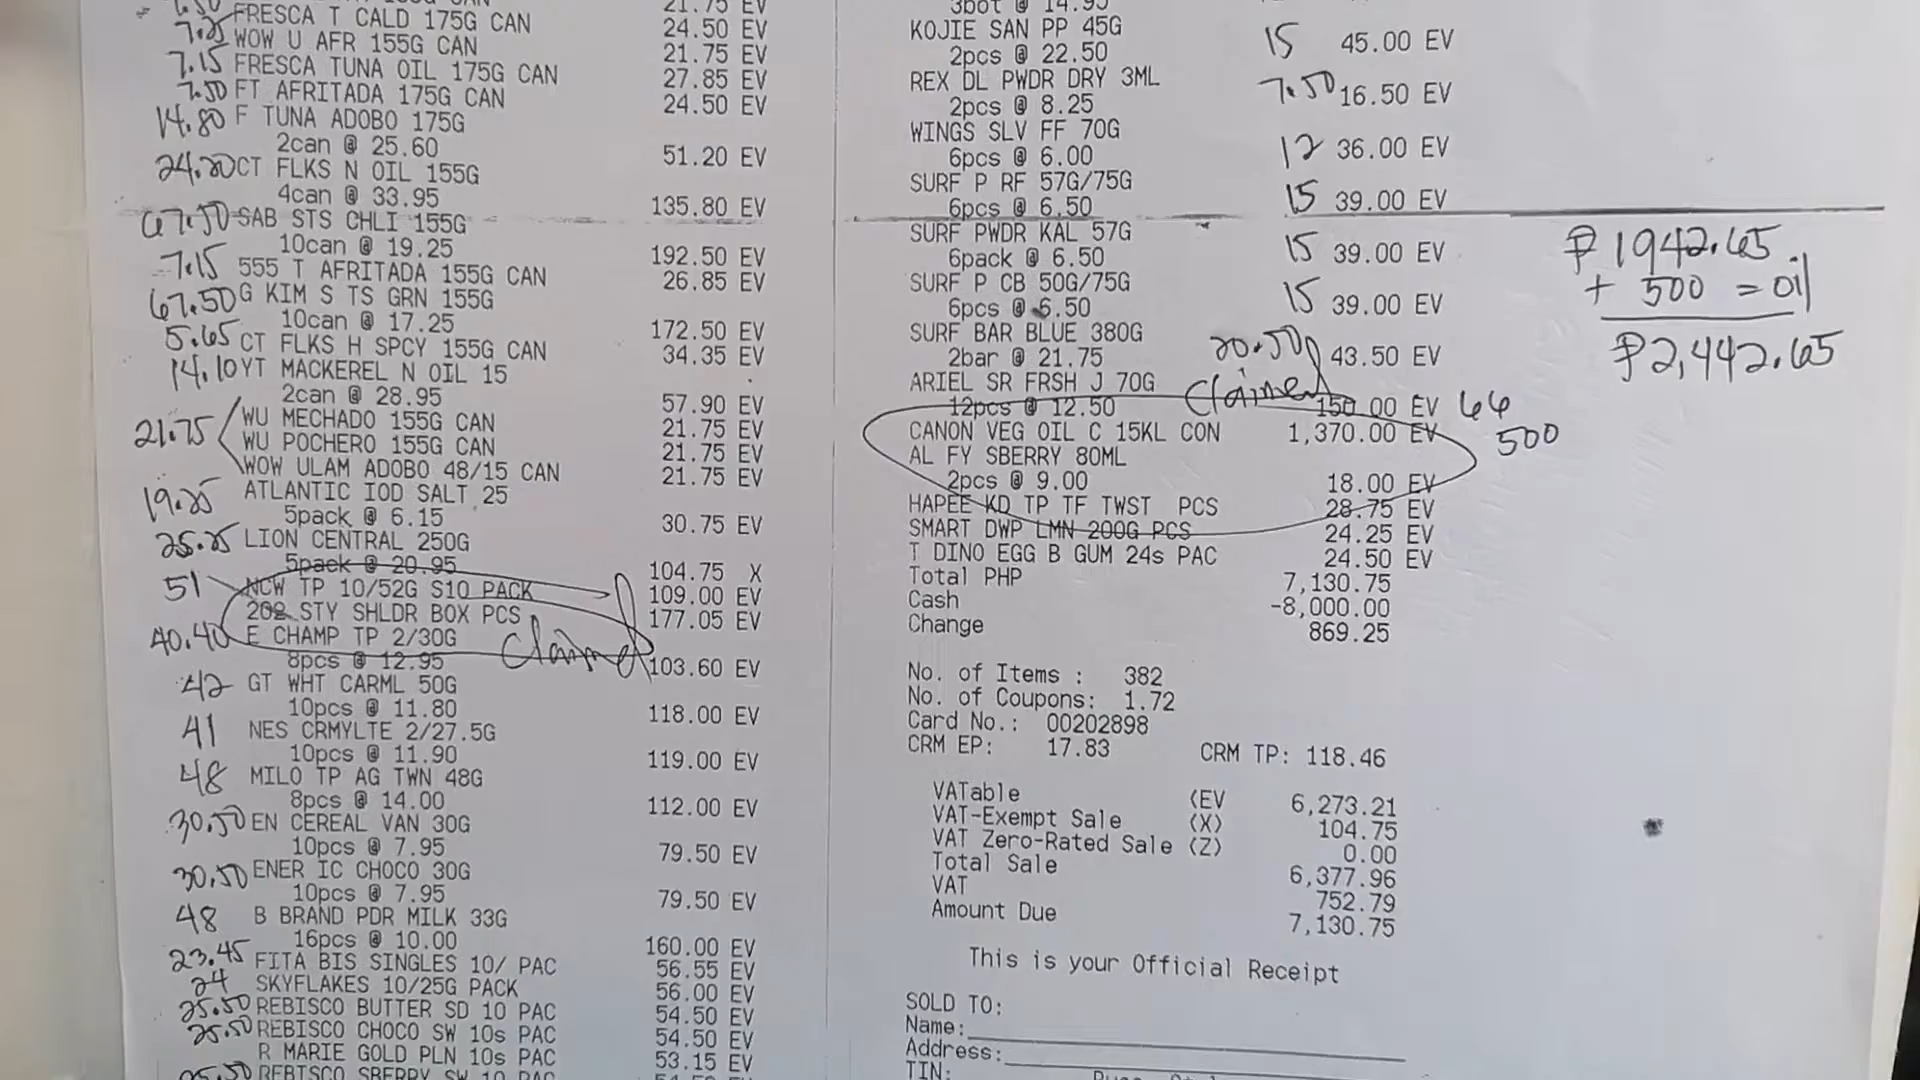 21.75 EV
7.25 FRESCA T CALD 175G CAN 24.50 EV
WOW U AFR 155G CAN 21.75 EV
7.15 FRESCA TUNA OIL 175G CAN 27.85 EV
7.50 FT AFRITADA 175G CAN 24.50 EV
14.80 F TUNA ADOBO 175G
2can @ 25.60 51.20 EV
24.20 CT FLKS N OIL 155G
4can @ 33.95 135.80 EV
67.50 SAB STS CHLI 155G
10can @ 19.25 192.50 EV
7.15 555 T AFRITADA 155G CAN 26.85 EV
67.50 G KIM S TS GRN 155G
10can @ 17.25 172.50 EV
5.65 CT FLKS H SPCY 155G CAN 34.35 EV
14.10 YT MACKEREL N OIL 15
2can @ 28.95 57.90 EV
21.75 WU MECHADO 155G CAN 21.75 EV
WU POCHERO 155G CAN 21.75 EV
WOW ULAM ADOBO 48/15 CAN 21.75 EV
19.25 ATLANTIC IOD SALT 25
5pack @ 6.15 30.75 EV
25.25 LION CENTRAL 250G
5pack @ 20.95 104.75 X
51 NCW TP 10/52G S10 PACK 109.00 EV
STY SHLDR BOX PCS 177.05 EV
40.40 E CHAMP TP 2/30G Claimed
8pcs @ 12.95 103.60 EV
42 GT WHT CARML 50G
10pcs @ 11.80 118.00 EV
41 NES CRMYLTE 2/27.5G
10pcs @ 11.90 119.00 EV
48 MILO TP AG TWN 48G
8pcs @ 14.00 112.00 EV
30.50 EN CEREAL VAN 30G
10pcs @ 7.95 79.50 EV
30.50 ENER IC CHOCO 30G
10pcs @ 7.95 79.50 EV
48 B BRAND PDR MILK 33G
16pcs @ 10.00 160.00 EV
23.45 FITA BIS SINGLES 10/ PAC 56.55 EV
24 SKYFLAKES 10/25G PACK 56.00 EV
25.50 REBISCO BUTTER SD 10 PAC 54.50 EV
25.50 REBISCO CHOCO SW 10s PAC 54.50 EV
R MARIE GOLD PLN 10s PAC 53.15 EV
25.50 REBISCO SBERRY SW 10 PAC
3bot @ 14.95
KOJIE SAN PP 45G
2pcs @ 22.50 15 45.00 EV
REX DL PWDR DRY 3ML
2pcs @ 8.25 7.50 16.50 EV
WINGS SLV FF 70G
6pcs @ 6.00 12 36.00 EV
SURF P RF 57G/75G
6pcs @ 6.50 15 39.00 EV
SURF PWDR KAL 57G
6pack @ 6.50 15 39.00 EV
SURF P CB 50G/75G
6pcs @ 6.50 15 39.00 EV
SURF BAR BLUE 380G
2bar @ 21.75 20.50 43.50 EV
ARIEL SR FRSH J 70G Claimed
12pcs @ 12.50 150.00 EV 66
CANON VEG OIL C 15KL CON 1,370.00 EV 500
AL FY SBERRY 80ML
2pcs @ 9.00 18.00 EV
HAPEE KD TP TF TWST PCS 28.75 EV
SMART DWP LMN 200G PCS 24.25 EV
T DINO EGG B GUM 24s PAC 24.50 EV
Total PHP 7,130.75
Cash -8,000.00
Change 869.25
No. of Items : 382
No. of Coupons: 1.72
Card No.: 00202898
CRM EP: 17.83 CRM TP: 118.46
VATable (EV 6,273.21
VAT-Exempt Sale (X) 104.75
VAT Zero-Rated Sale (Z) 0.00
Total Sale 6,377.96
VAT 752.79
Amount Due 7,130.75
This is your Official Receipt
SOLD TO:
Name:
Address:
TIN:
₱1942.65
+ 500 = oil
₱2,442.65